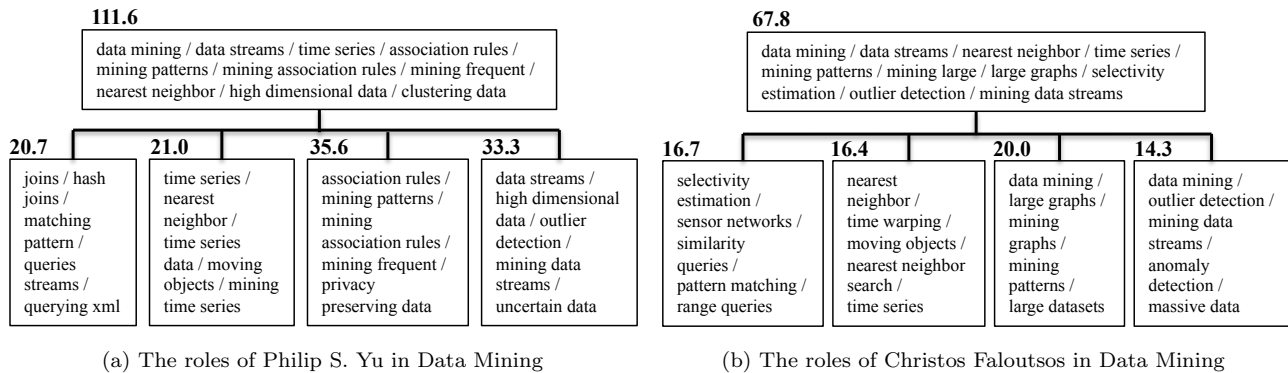 111.6
data mining / data streams / time series / association rules /
mining patterns / mining association rules / mining frequent /
nearest neighbor / high dimensional data / clustering data
20.7
joins / hash
joins /
matching
pattern /
queries
streams /
querying xml
21.0
time series /
nearest
neighbor /
time series
data / moving
objects / mining
time series
35.6
association rules /
mining patterns /
mining
association rules /
mining frequent /
privacy
preserving data
33.3
data streams /
high dimensional
data / outlier
detection /
mining data
streams /
uncertain data
(a) The roles of Philip S. Yu in Data Mining
67.8
data mining / data streams / nearest neighbor / time series /
mining patterns / mining large / large graphs / selectivity
estimation / outlier detection / mining data streams
16.7
selectivity
estimation /
sensor networks /
similarity
queries /
pattern matching /
range queries
16.4
nearest
neighbor /
time warping /
moving objects /
nearest neighbor
search /
time series
20.0
data mining /
large graphs /
mining
graphs /
mining
patterns /
large datasets
14.3
data mining /
outlier detection /
mining data
streams /
anomaly
detection /
massive data
(b) The roles of Christos Faloutsos in Data Mining